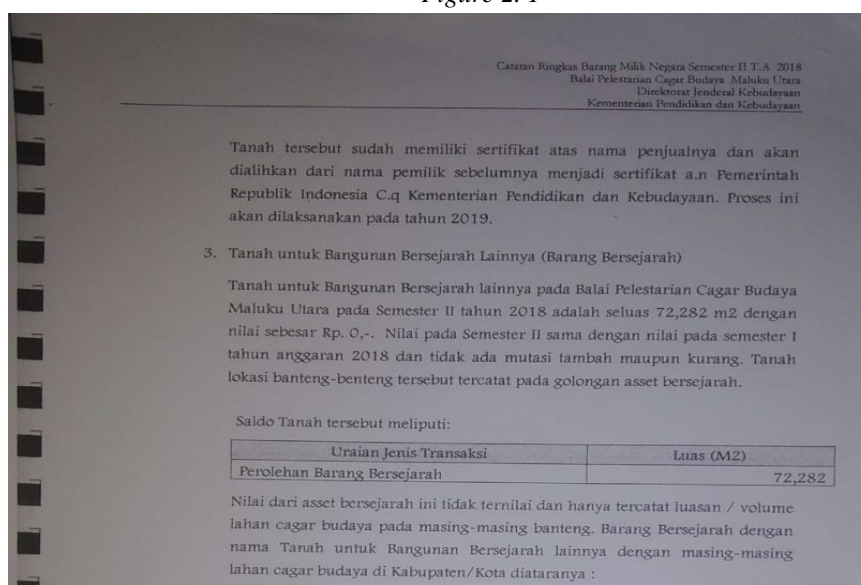 Catatan Ringkas Barang Milik Negara Semester II T.A 2018
Balai Pelestarian Cagar Budaya Maluku Utara
Direktorat Jenderal Kebudayaan
Kementerian Pendidikan dan Kebudayaan
Tanah tersebut sudah memiliki sertifikat atas nama penjualnya dan akan
dialihkan dari nama pemilik sebelumnya menjadi sertifikat a.n Pemerintah
Republik Indonesia C.q Kementerian Pendidikan dan Kebudayaan. Proses ini
akan dilaksanakan pada tahun 2019.
3. Tanah untuk Bangunan Bersejarah Lainnya (Barang Bersejarah)
Tanah untuk Bangunan Bersejarah lainnya pada Balai Pelestarian Cagar Budaya
Maluku Utara pada Semester II tahun 2018 adalah seluas 72,282 m2 dengan
nilai sebesar Rp. 0,-. Nilai pada Semester II sama dengan nilai pada semester I
tahun anggaran 2018 dan tidak ada mutasi tambah maupun kurang. Tanah
lokasi banteng-benteng tersebut tercatat pada golongan asset bersejarah.
Saldo Tanah tersebut meliputi:
Uraian Jenis Transaksi Luas (M2)
Perolehan Barang Bersejarah 72,282
Nilai dari asset bersejarah ini tidak ternilai dan hanya tercatat luasan / volume
lahan cagar budaya pada masing-masing banteng. Barang Bersejarah dengan
nama Tanah untuk Bangunan Bersejarah lainnya dengan masing-masing
lahan cagar budaya di Kabupaten/Kota diataranya :